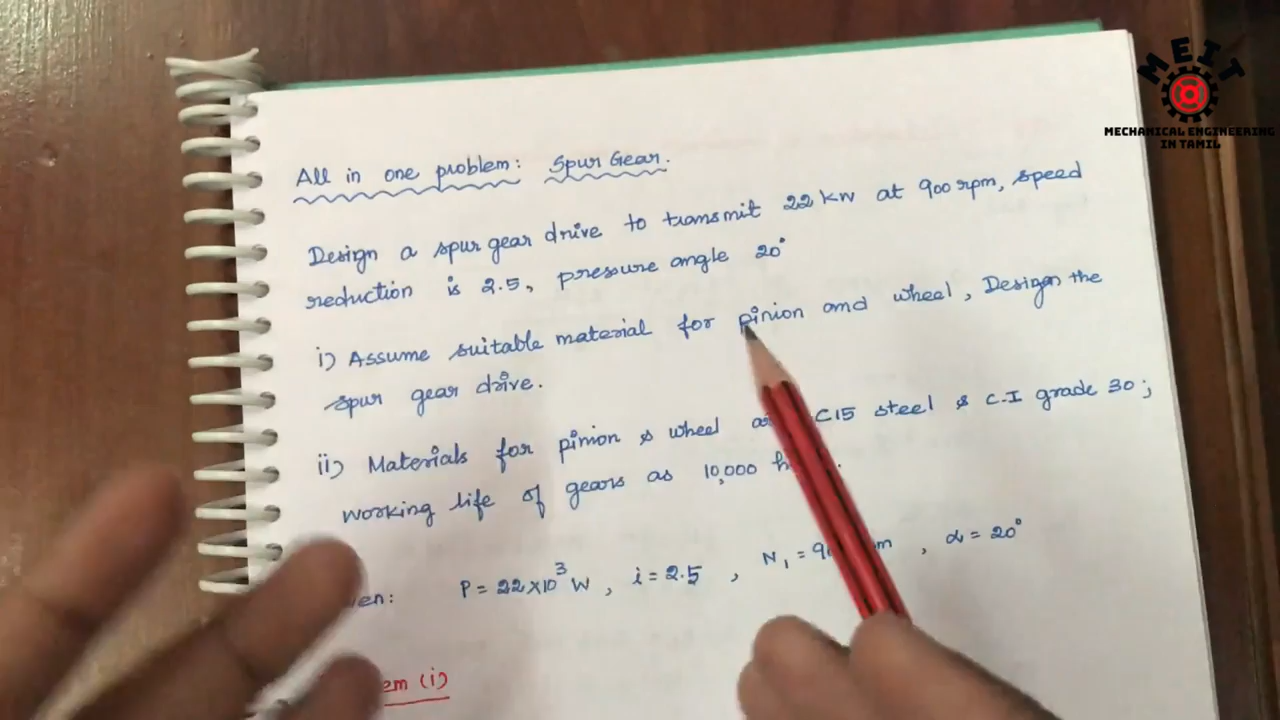 MEIT
MECHANICAL ENGINEERING
IN TAMIL
All in one problem: Spur Gear.
Design a spur gear drive to transmit 22 kw at 900 rpm, speed
reduction is 2.5, pressure angle 20°
i) Assume suitable material for pinion and wheel, Design the
spur gear drive.
ii) Materials for pinion & wheel C15 steel & C.I grade 30;
working life of gears as 10,000
P = 22×10³ W, i = 2.5, N₁ = , α = 20°
(i)